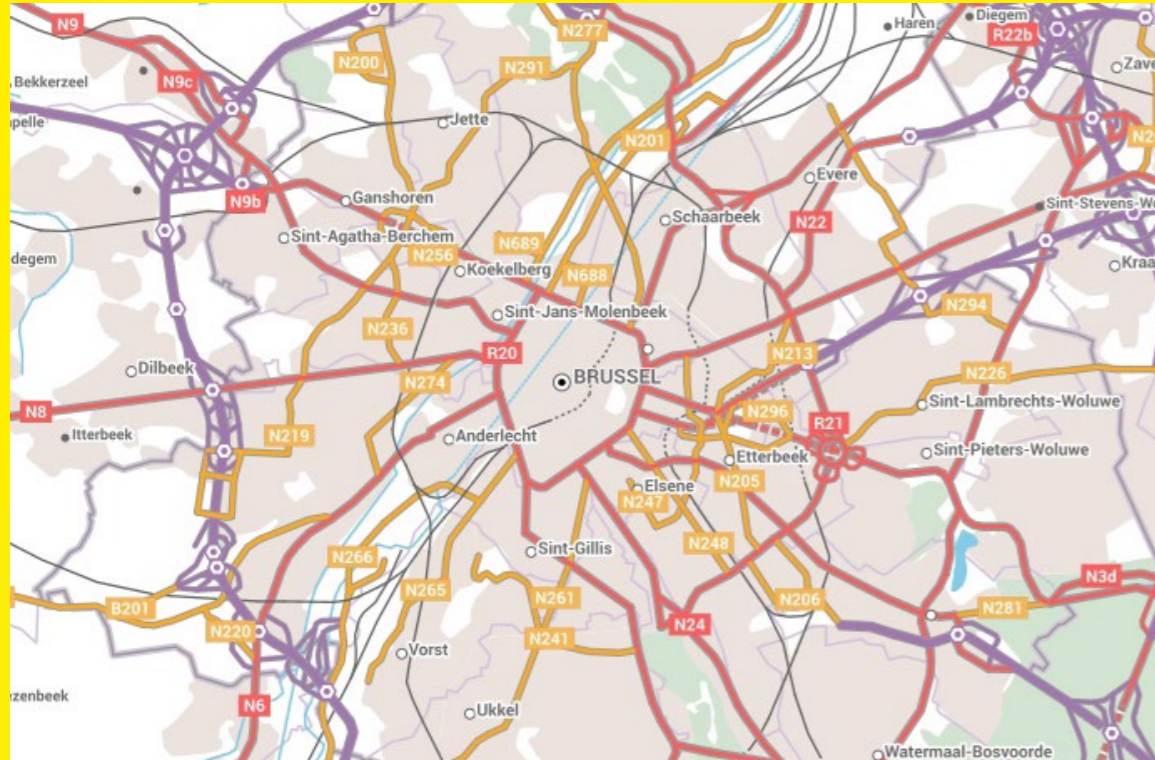 N9
N277
Haren
Diegem
R22b
N200
N291
Zave
Bekkerzeel
N9c
apelle
Jette
N201
N20
Evere
N9b
Ganshoren
Schaarbeek
N22
Sint-Stevens-Wo
Sint-Agatha-Berchem
N256
N689
degem
Koekelberg
N688
Kraa
Sint-Jans-Molenbeek
N294
N236
R20
N213
Dilbeek
BRUSSEL
N274
N226
N8
Sint-Lambrechts-Woluwe
N296
R21
Itterbeek
N219
Anderlecht
Etterbeek
Sint-Pieters-Woluwe
N205
Elsene
N247
N248
N266
Sint-Gillis
N3d
N265
N261
N206
N281
B201
N220
N24
N241
Vorst
ezenbeek
N6
Ukkel
Watermaal-Bosvoorde